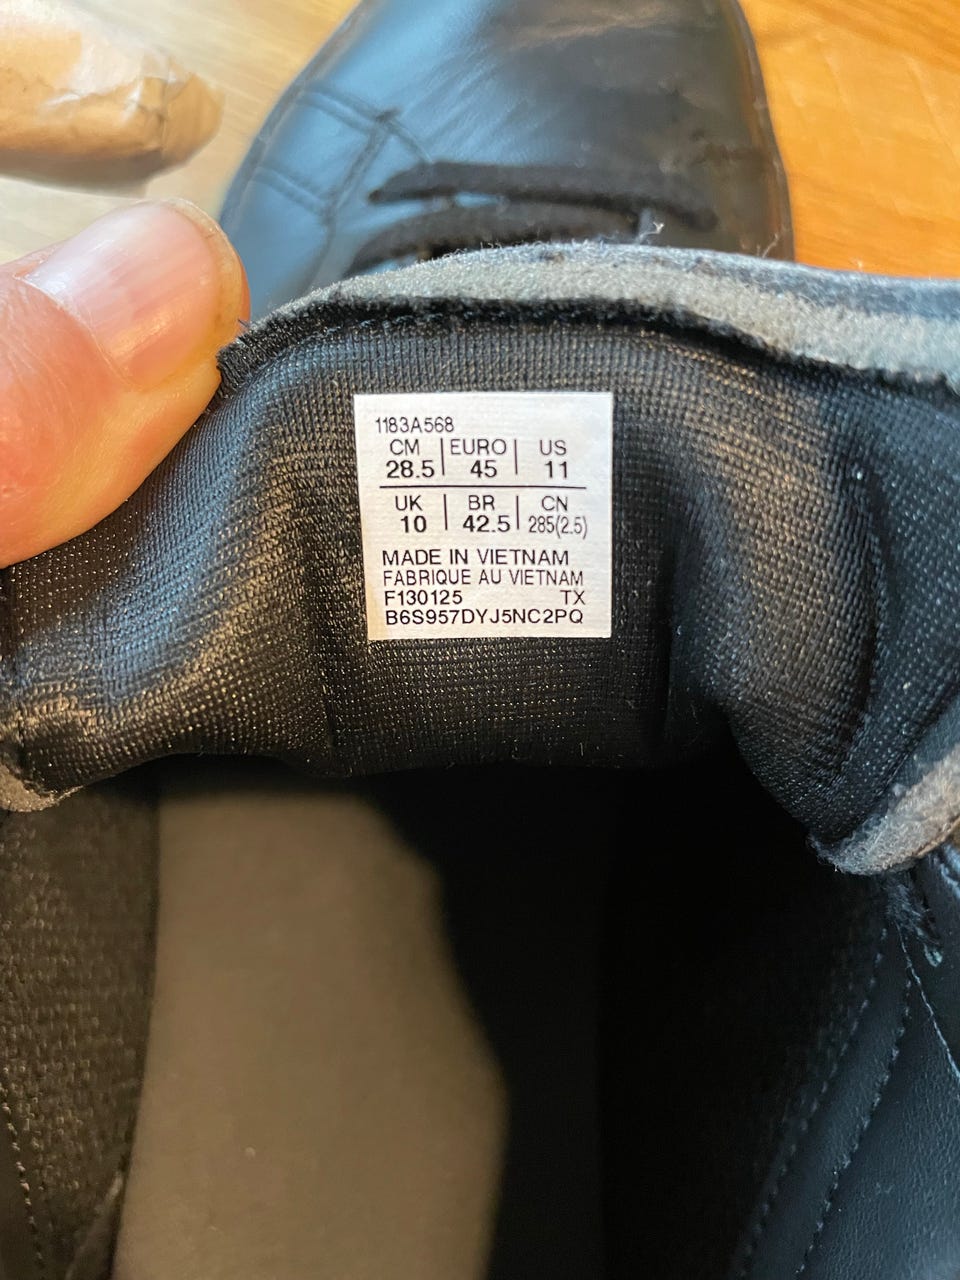 1183A568
CM | EURO | US
28.5 | 45 | 11
UK | BR | CN
10 | 42.5 | 285(2.5)
MADE IN VIETNAM
FABRIQUE AU VIETNAM
F130125 TX
B6S957DYJ5NC2PQ